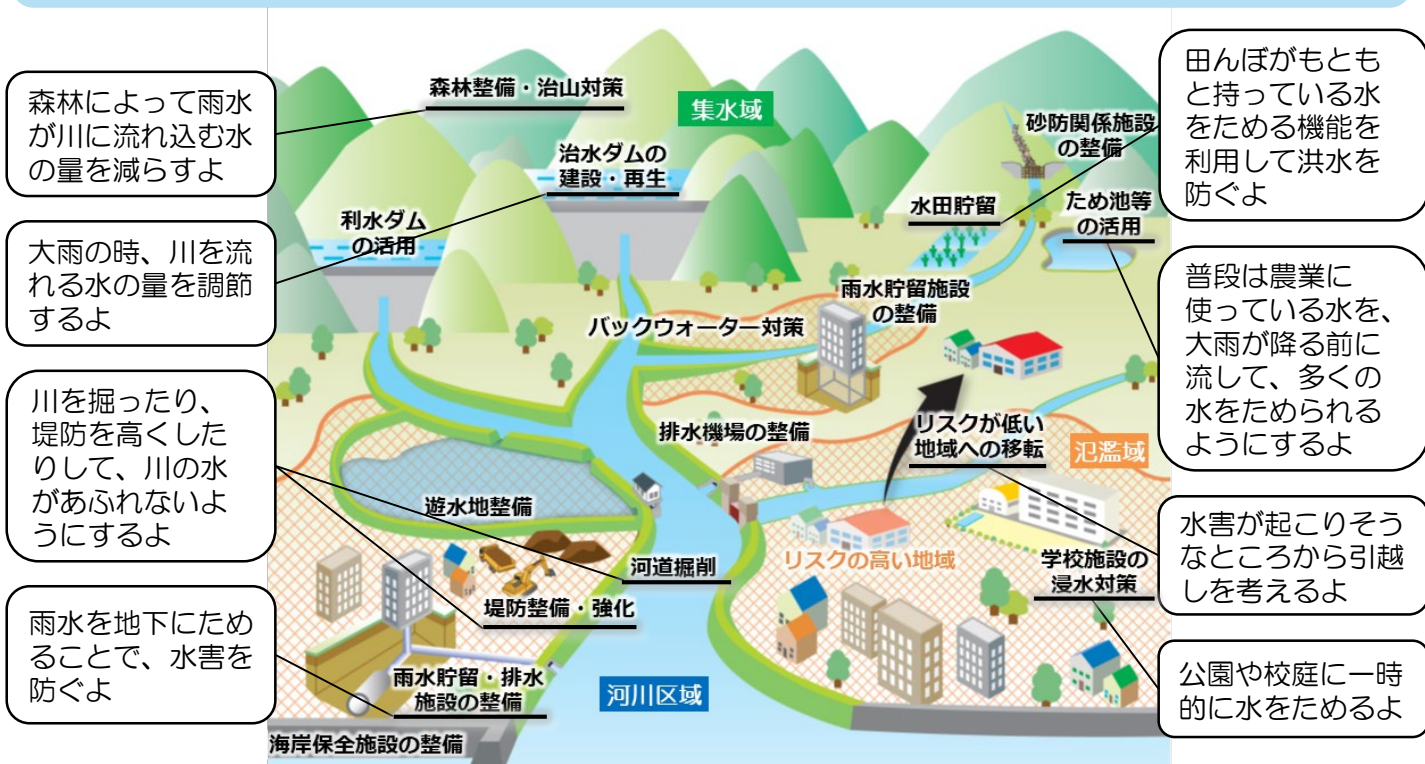 森林によって雨水
が川に流れ込む水
の量を減らすよ
大雨の時、川を流
れる水の量を調節
するよ
川を掘ったり、
堤防を高くした
りして、川の水
があふれないよ
うにするよ
雨水を地下にため
ることで、水害を
防ぐよ
森林整備・治山対策
集水域
治水ダムの
建設・再生
利水ダム
の活用
砂防関係施設
の整備
水田貯留
ため池等
の活用
雨水貯留施設
の整備
バックウォーター対策
排水機場の整備
リスクが低い
地域への移転
氾濫域
遊水地整備
リスクの高い地域
学校施設の
浸水対策
河道掘削
堤防整備・強化
雨水貯留・排水
施設の整備
河川区域
海岸保全施設の整備
田んぼがもとも
と持っている水
をためる機能を
利用して洪水を
防ぐよ
普段は農業に
使っている水を、
大雨が降る前に
流して、多くの
水をためられる
ようにするよ
水害が起こりそう
なところから引越
しを考えるよ
公園や校庭に一時
的に水をためるよ